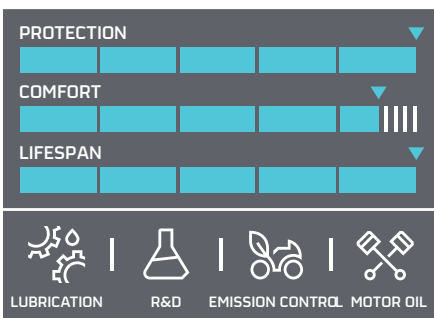 PROTECTION
COMFORT
LIFESPAN
LUBRICATION R&D EMISSION CONTROL MOTOR OIL